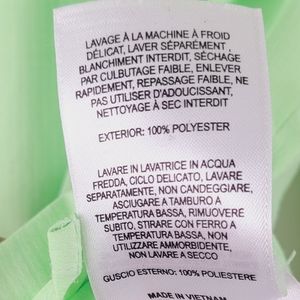 LAVAGE À LA MACHINE À FROID
DÉLICAT, LAVER SÉPARÉMENT,
BLANCHIMENT INTERDIT, SÉCHAGE
PAR CULBUTAGE FAIBLE, ENLEVER
RAPIDEMENT, REPASSAGE FAIBLE, NE
PAS UTILISER D'ADOUCISSANT,
NETTOYAGE À SEC INTERDIT
EXTERIOR: 100% POLYESTER
LAVARE IN LAVATRICE IN ACQUA
FREDDA, CICLO DELICATO, LAVARE
SEPARATAMENTE, NON CANDEGGIARE,
ASCIUGARE A TAMBURO A
TEMPERATURA BASSA, RIMUOVERE
SUBITO, STIRARE CON FERRO A
TEMPERATURA BASSA, NON
UTILIZZARE AMMORBIDENTE,
NON LAVARE A SECCO
GUSCIO ESTERNO: 100% POLIESTERE
MADE IN VIETNAM